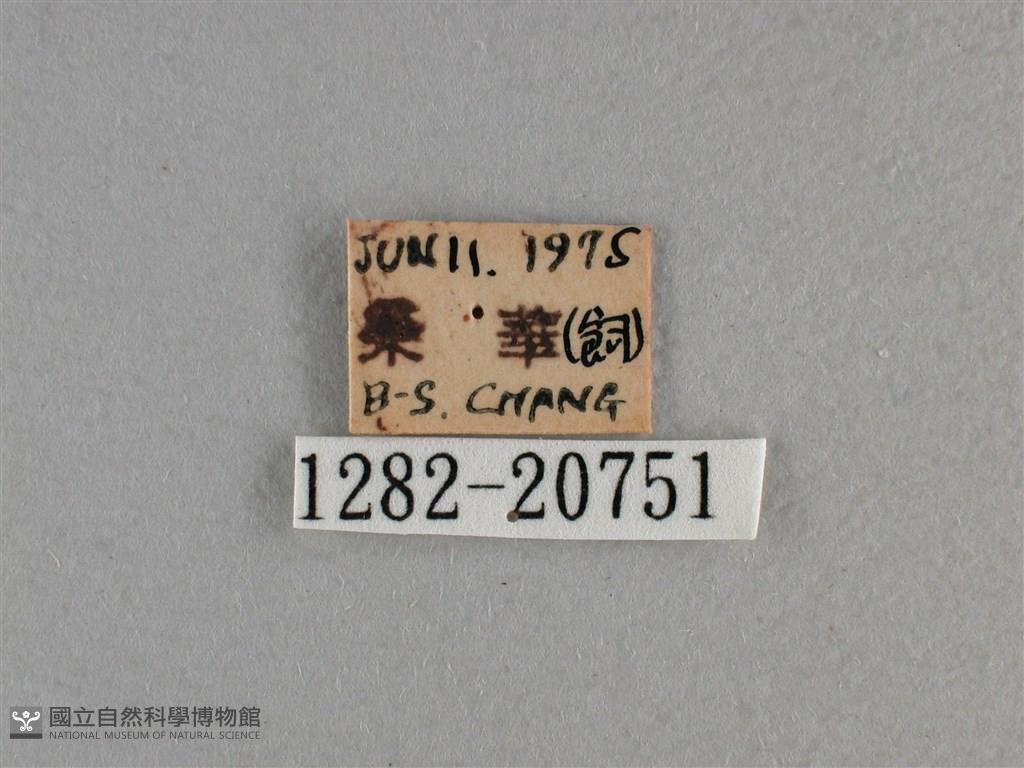 JUN 11. 1975
華(飼)
B-S. CHANG
1282-20751
國立自然科學博物館
NATIONAL MUSEUM OF NATURAL SCIENCE